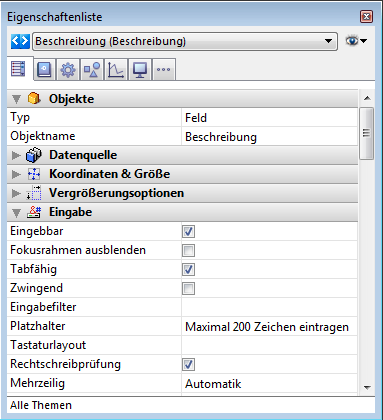 Eigenschaftenliste
Beschreibung (Beschreibung)
Objekte
Typ Feld
Objektname Beschreibung
Datenquelle
Koordinaten & Größe
Vergrößerungsoptionen
Eingabe
Eingebbar
Fokusrahmen ausblenden
Tabfähig
Zwingend
Eingabefilter
Platzhalter Maximal 200 Zeichen eintragen
Tastaturlayout
Rechtschreibprüfung
Mehrzeilig Automatik
Alle Themen